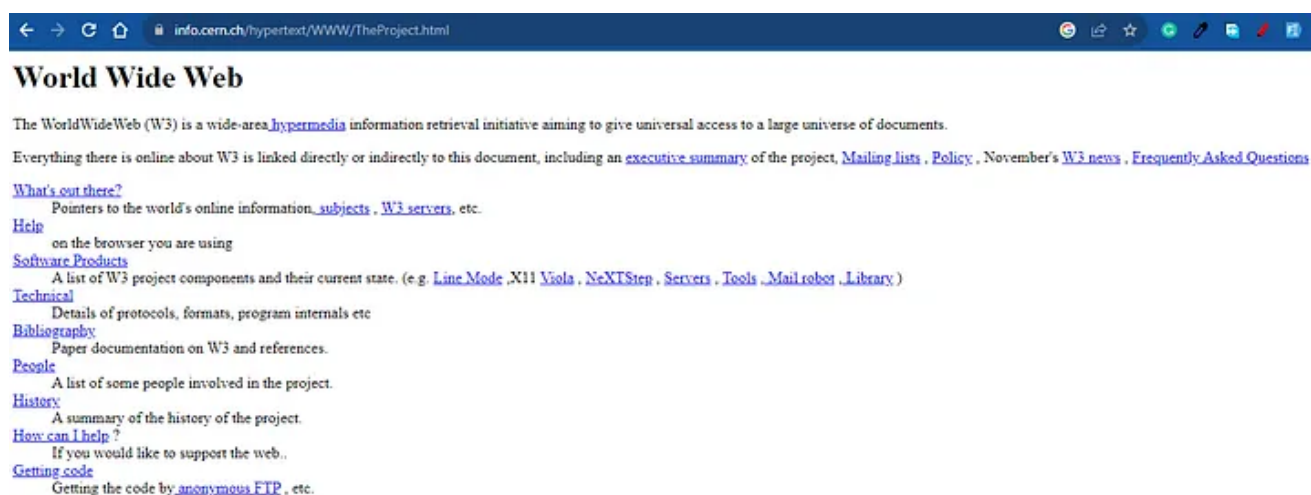 info.cern.ch/hypertext/WWW/TheProject.html
World Wide Web
The WorldWideWeb (W3) is a wide-area hypermedia information retrieval initiative aiming to give universal access to a large universe of documents.
Everything there is online about W3 is linked directly or indirectly to this document, including an executive summary of the project, Mailing lists , Policy , November's W3 news , Frequently Asked Questions
What's out there?
Pointers to the world's online information, subjects , W3 servers, etc.
Help
on the browser you are using
Software Products
A list of W3 project components and their current state. (e.g. Line Mode ,X11 Viola , NeXTStep , Servers , Tools , Mail robot , Library )
Technical
Details of protocols, formats, program internals etc
Bibliography
Paper documentation on W3 and references.
People
A list of some people involved in the project.
History
A summary of the history of the project.
How can I help ?
If you would like to support the web..
Getting code
Getting the code by anonymous FTP , etc.